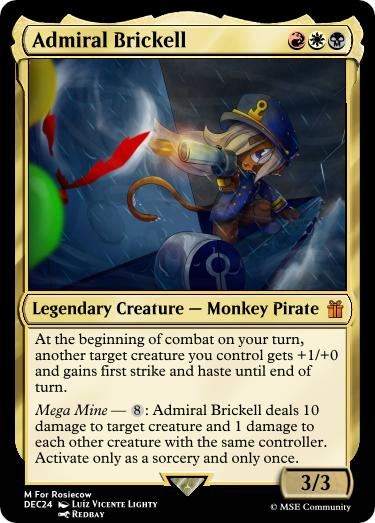 Admiral Brickell
Legendary Creature — Monkey Pirate
At the beginning of combat on your turn,
another target creature you control gets +1/+0
and gains first strike and haste until end of
turn.
Mega Mine — 8: Admiral Brickell deals 10
damage to target creature and 1 damage to
each other creature with the same controller.
Activate only as a sorcery and only once.
3/3
M For Rosiecow
DEC24 Luíz Vicente Lighty
Redbay
© MSE Community